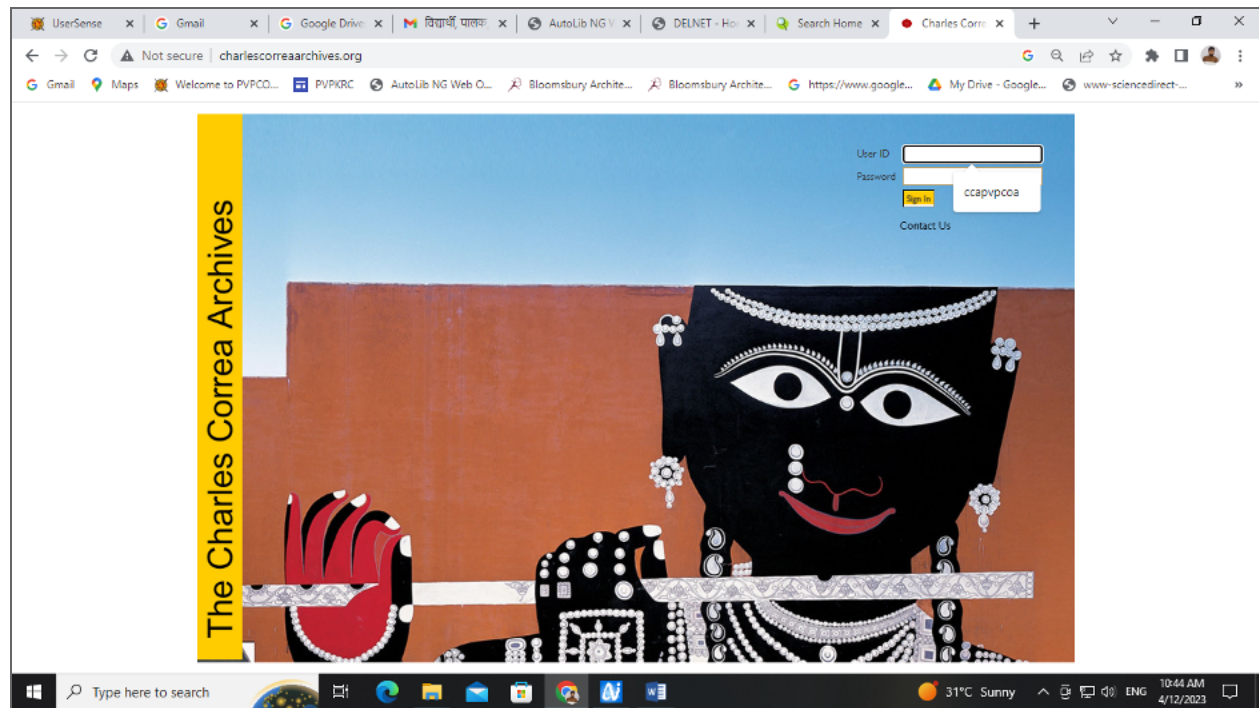 UserSense
Gmail
Google Drive
विद्यार्थी, पालक
AutoLib NG
DELNET - Ho
Search Home
Charles Corre
Not secure | charlescorreaarchives.org
Gmail
Maps
Welcome to PVPCO...
PVPKRC
AutoLib NG Web O...
Bloomsbury Archite...
Bloomsbury Archite...
https://www.google...
My Drive - Google...
www-sciencedirect-...
The Charles Correa Archives
User ID
Password
ccapvpcoa
Sign In
Contact Us
Type here to search
31°C Sunny
ENG
10:44 AM
4/12/2023